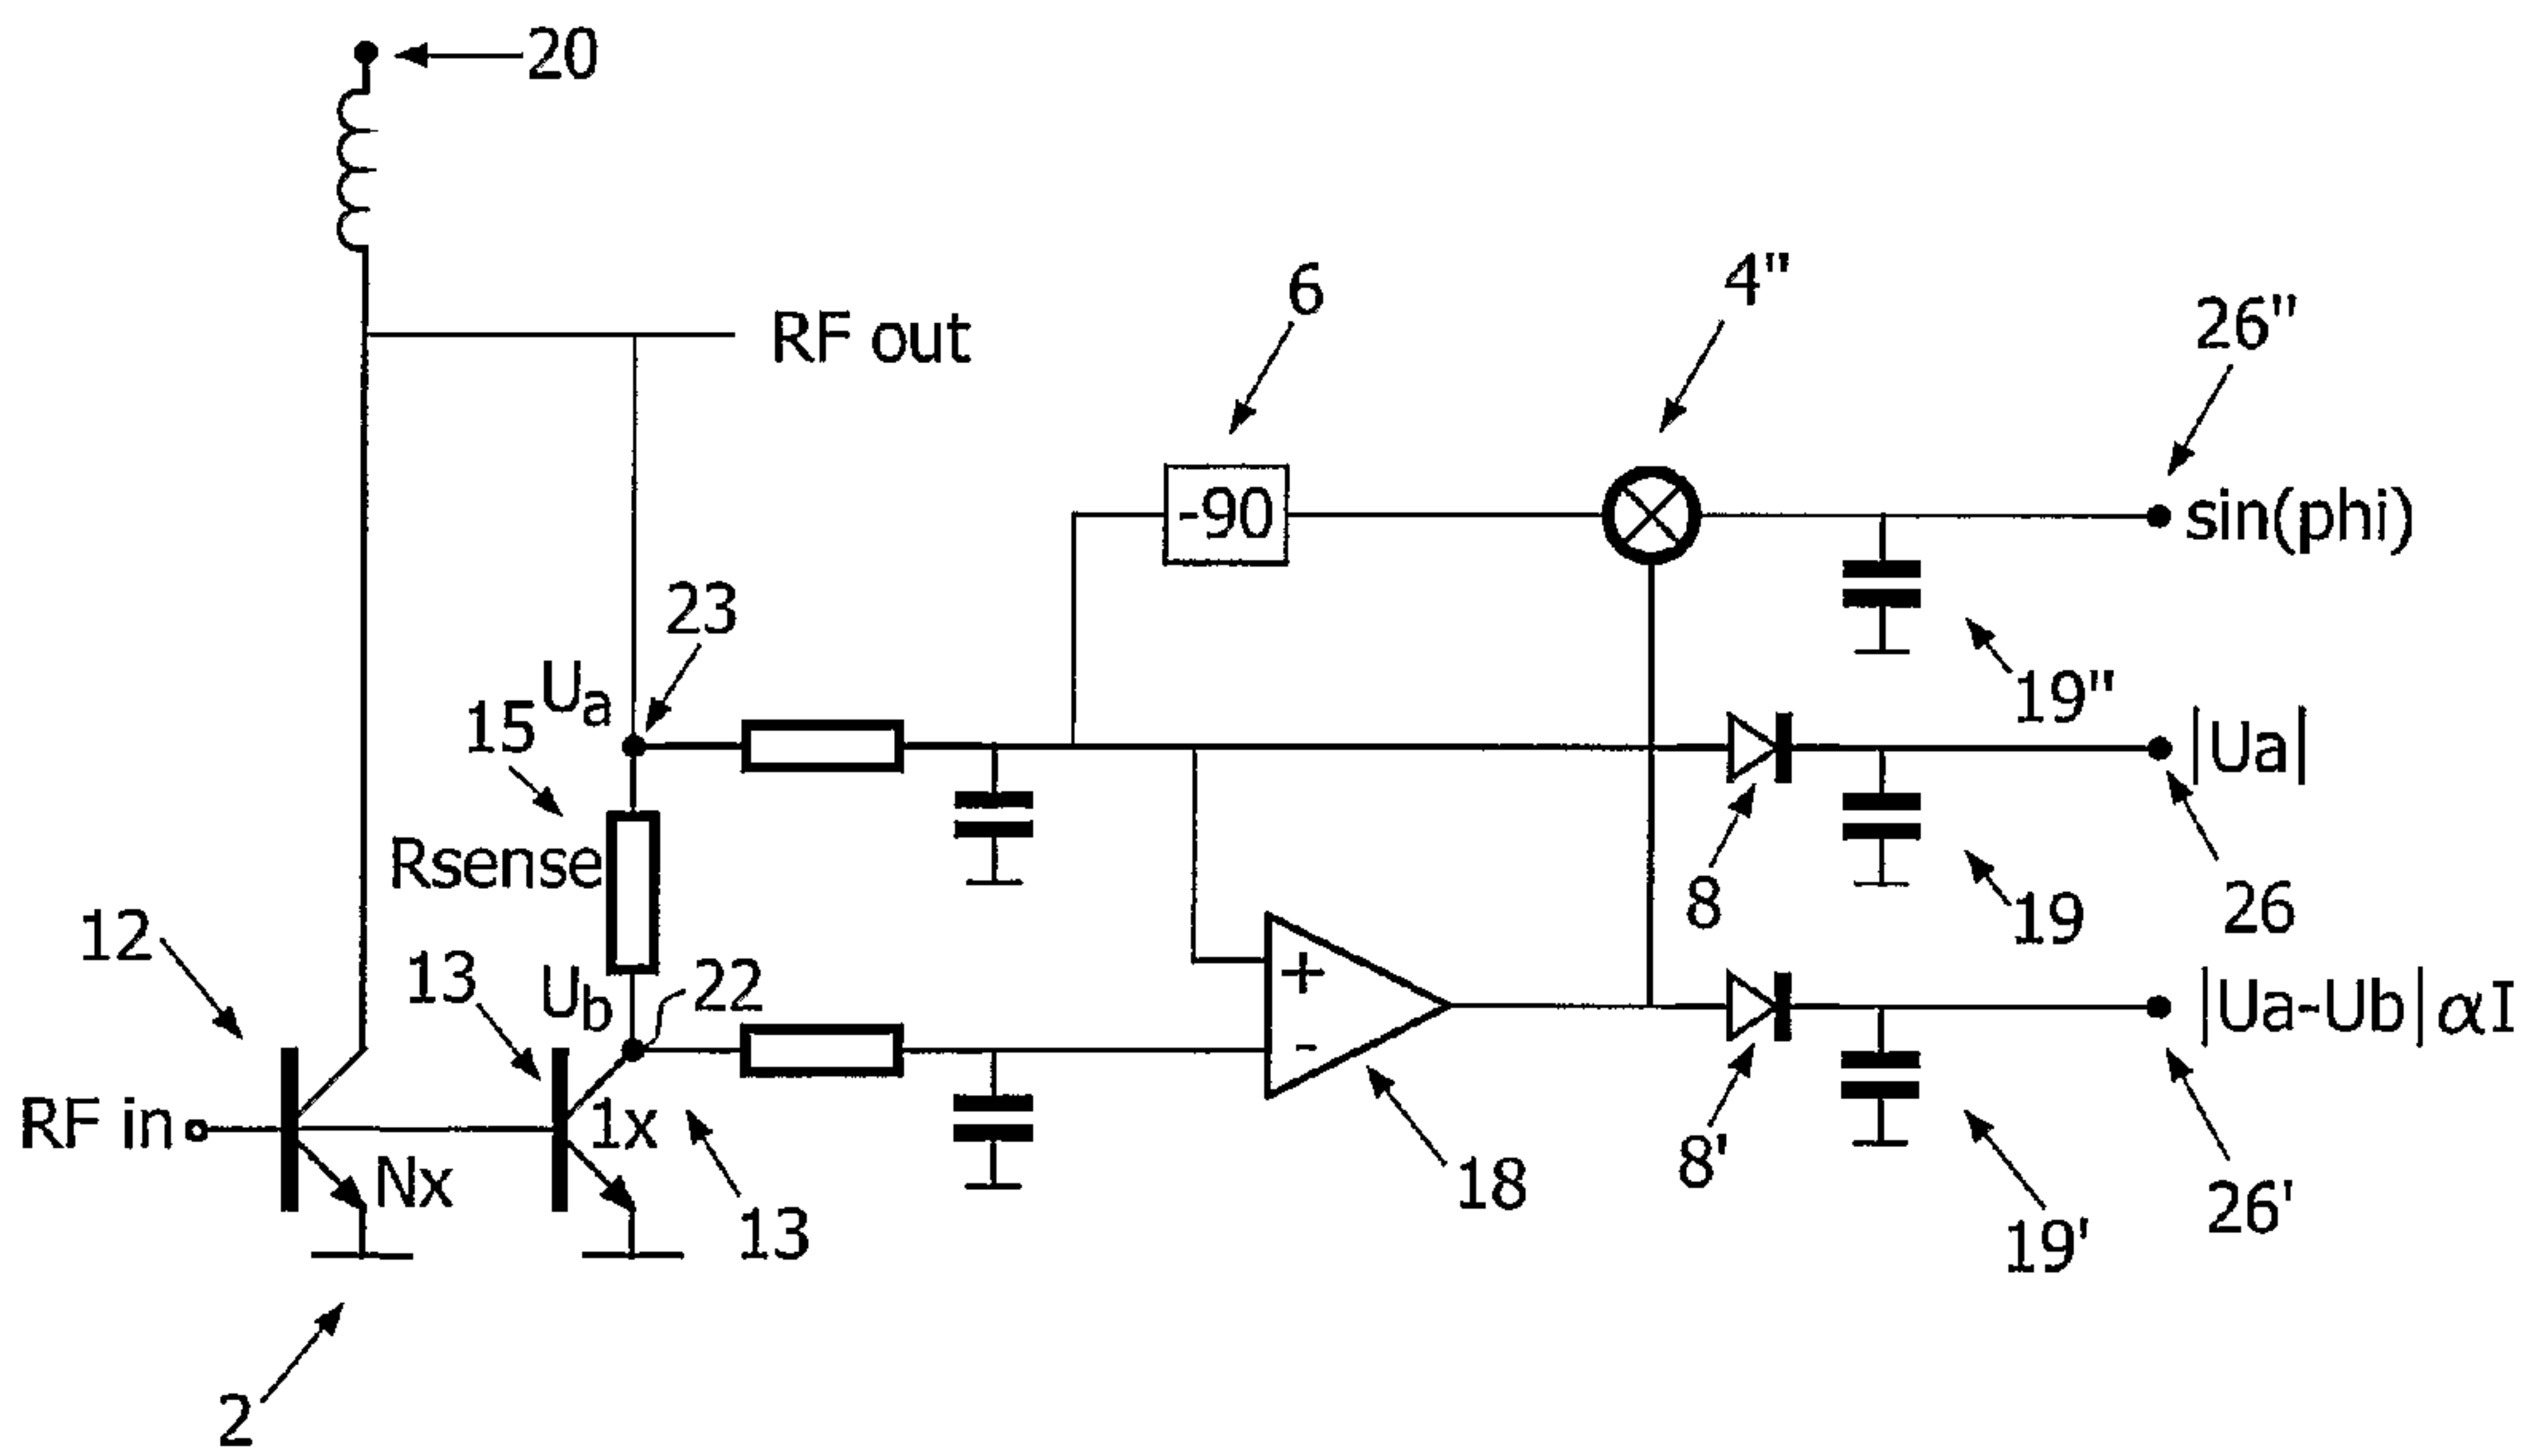 20
6
4"
26"
RF out
-90
sin(phi)
23
Ua
15
19"
|Ua|
Rsense
8
19
26
12
13
Ub
22
+
-
|Ua-Ub|αI
RF in
1x
Nx
18
8'
13
19'
26'
2